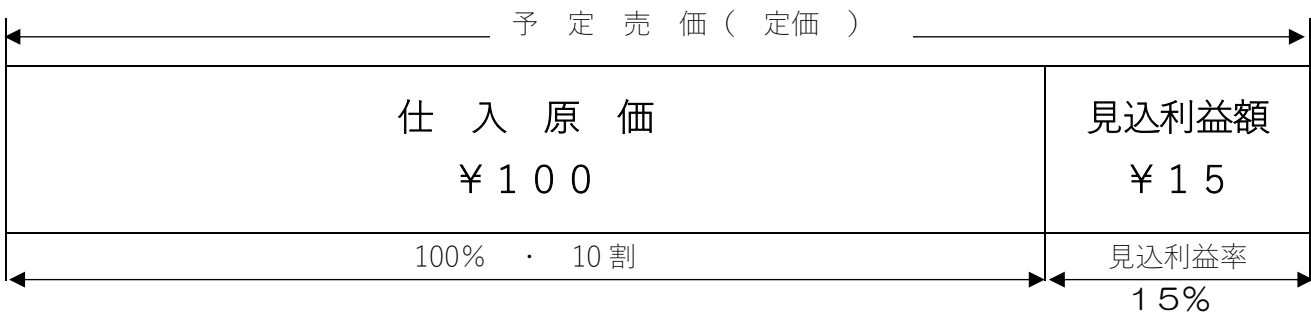 予 定 売 価 ( 定価 )
仕 入 原 価
見込利益額
￥１００
￥１５
100% ・ 10 割
見込利益率
１５%